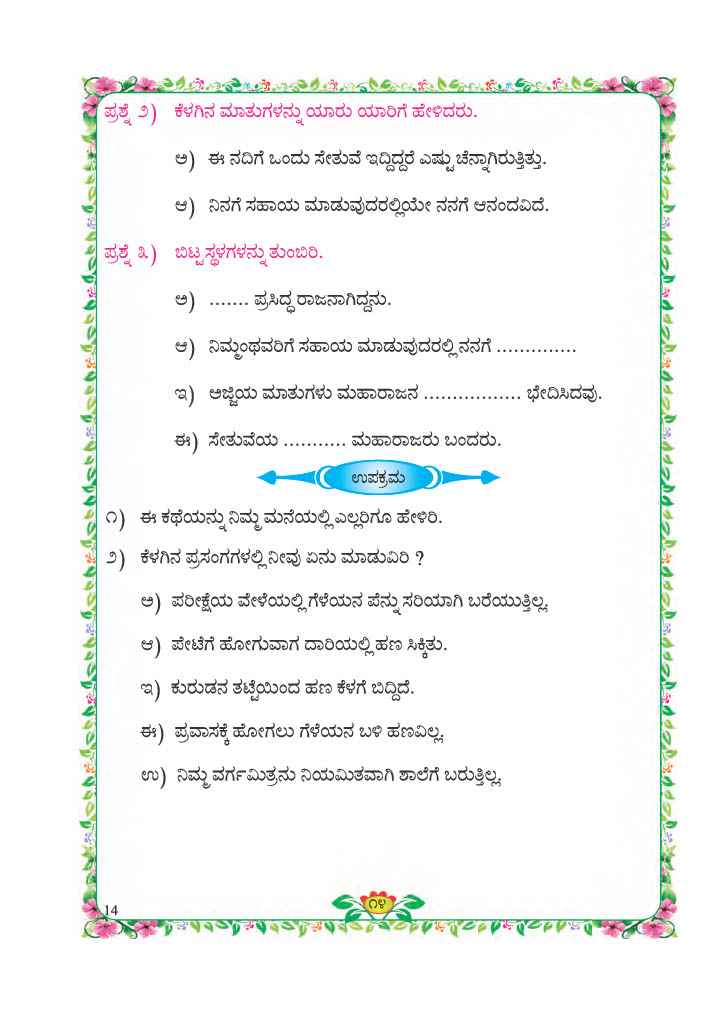 ಪ್ರಶ್ನೆ ೨) ಕೆಳಗಿನ ಮಾತುಗಳನ್ನು ಯಾರು ಯಾರಿಗೆ ಹೇಳಿದರು.
ಅ) ಈ ನದಿಗೆ ಒಂದು ಸೇತುವೆ ಇದ್ದಿದ್ದರೆ ಎಷ್ಟು ಚೆನ್ನಾಗಿರುತ್ತಿತ್ತು.
ಆ) ನಿನಗೆ ಸಹಾಯ ಮಾಡುವುದರಲ್ಲಿಯೇ ನನಗೆ ಆನಂದವಿದೆ.
ಪ್ರಶ್ನೆ ೩) ಬಿಟ್ಟ ಸ್ಥಳಗಳನ್ನು ತುಂಬಿರಿ.
ಅ) ....... ಪ್ರಸಿದ್ಧ ರಾಜನಾಗಿದ್ದನು.
ಆ) ನಿಮ್ಮಂಥವರಿಗೆ ಸಹಾಯ ಮಾಡುವುದರಲ್ಲಿ ನನಗೆ ..............
ಇ) ಅಜ್ಜಿಯ ಮಾತುಗಳು ಮಹಾರಾಜನ ................. ಭೇದಿಸಿದವು.
ಈ) ಸೇತುವೆಯ ........... ಮಹಾರಾಜರು ಬಂದರು.
ಉಪಕ್ರಮ
೧) ಈ ಕಥೆಯನ್ನು ನಿಮ್ಮ ಮನೆಯಲ್ಲಿ ಎಲ್ಲರಿಗೂ ಹೇಳಿರಿ.
೨) ಕೆಳಗಿನ ಪ್ರಸಂಗಗಳಲ್ಲಿ ನೀವು ಏನು ಮಾಡುವಿರಿ ?
ಅ) ಪರೀಕ್ಷೆಯ ವೇಳೆಯಲ್ಲಿ ಗೆಳೆಯನ ಪೆನ್ನು ಸರಿಯಾಗಿ ಬರೆಯುತ್ತಿಲ್ಲ.
ಆ) ಪೇಟೆಗೆ ಹೋಗುವಾಗ ದಾರಿಯಲ್ಲಿ ಹಣ ಸಿಕ್ಕಿತು.
ಇ) ಕುರುಡನ ತಟ್ಟೆಯಿಂದ ಹಣ ಕೆಳಗೆ ಬಿದ್ದಿದೆ.
ಈ) ಪ್ರವಾಸಕ್ಕೆ ಹೋಗಲು ಗೆಳೆಯನ ಬಳಿ ಹಣವಿಲ್ಲ.
ಉ) ನಿಮ್ಮ ವರ್ಗಮಿತ್ರನು ನಿಯಮಿತವಾಗಿ ಶಾಲೆಗೆ ಬರುತ್ತಿಲ್ಲ.
೧೪
14